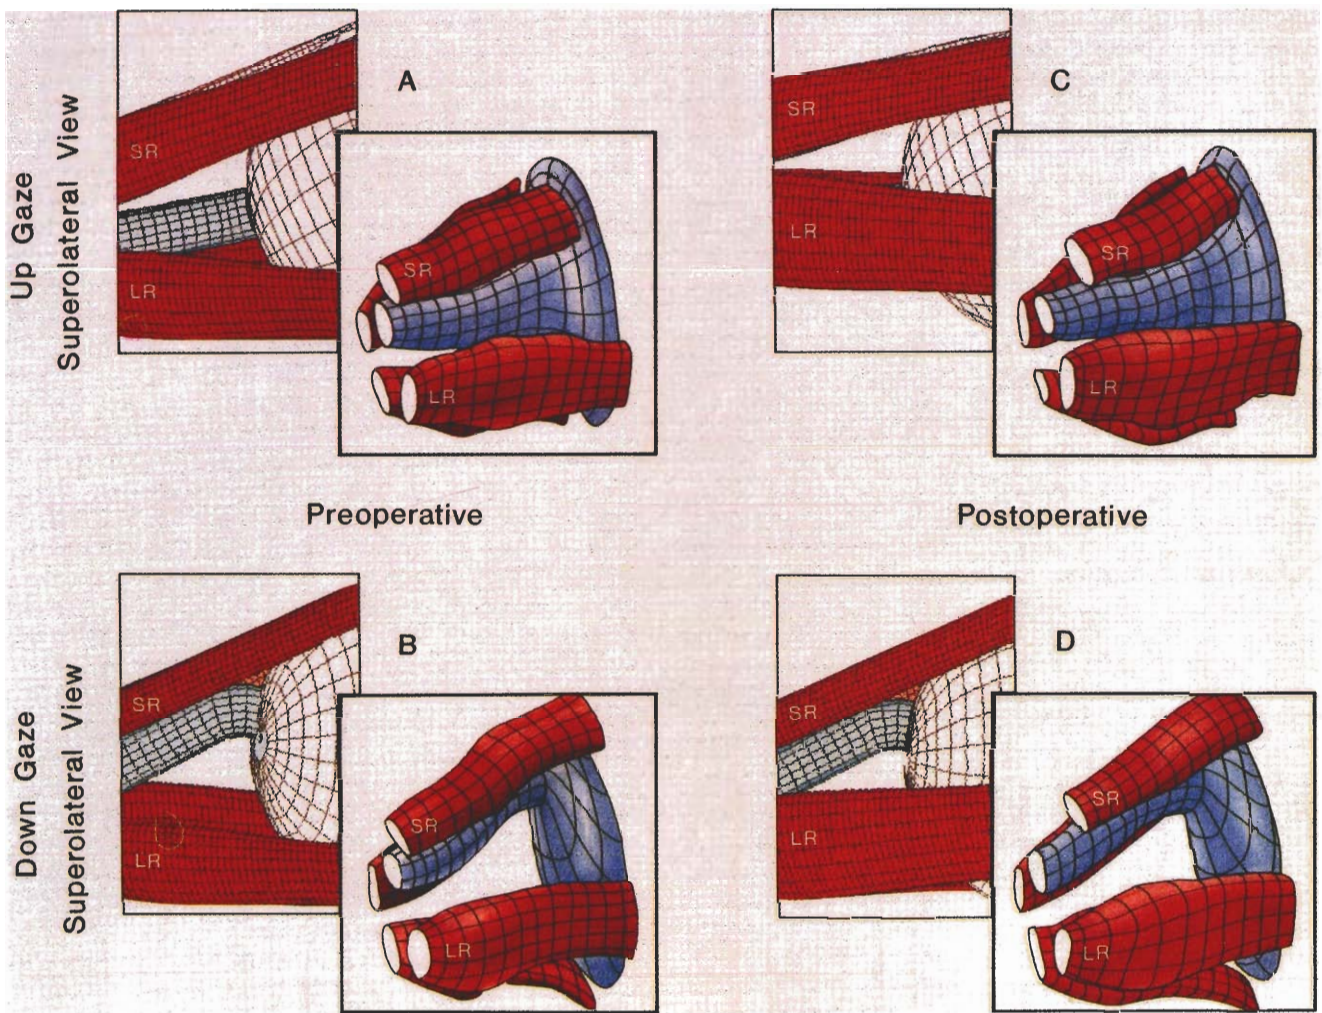 Up Gaze
Superolateral View
A
SR
LR
SR
LR
C
SR
LR
SR
LR
Preoperative
Postoperative
Down Gaze
Superolateral View
B
SR
LR
SR
LR
D
SR
LR
SR
LR